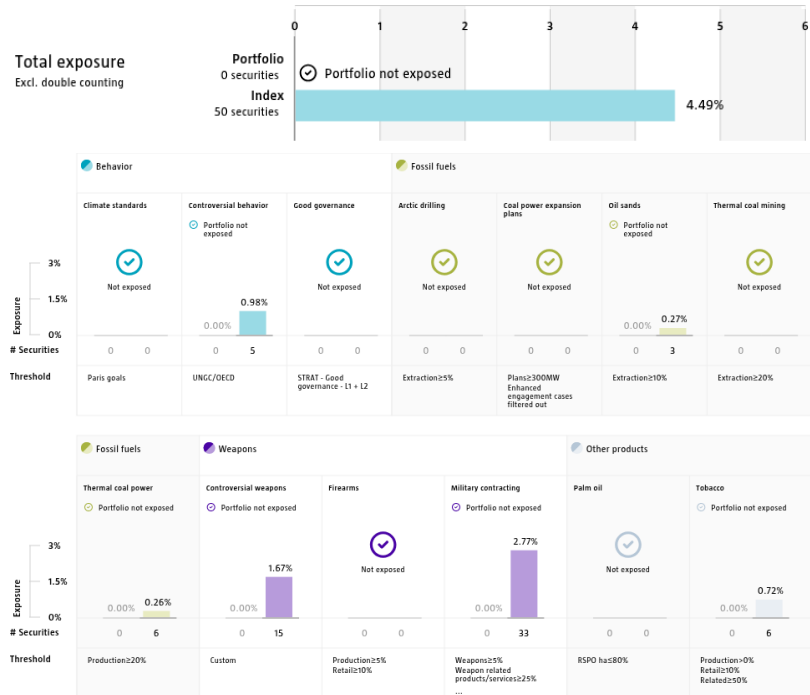 0 1 2 3 4 5 6
Total exposure
Excl. double counting
Portfolio
0 securities
Portfolio not exposed
Index
50 securities
4.49%
Behavior
Fossil fuels
Climate standards
Controversial behavior
Good governance
Arctic drilling
Coal power expansion
plans
Oil sands
Thermal coal mining
Portfolio not
exposed
Portfolio not
exposed
Not exposed
Not exposed
Not exposed
Not exposed
Not exposed
Exposure
3%
1.5%
0%
0.00%
0.98%
0.00%
0.27%
# Securities
0 0 0 5 0 0 0 0 0 0 0 3 0 0
Threshold
Paris goals
UNGC/OECD
STRAT - Good
governance - L1 + L2
Extraction≥5%
Plans≥300MW
Enhanced
engagement cases
filtered out
Extraction≥10%
Extraction≥20%
Fossil fuels
Weapons
Other products
Thermal coal power
Controversial weapons
Firearms
Military contracting
Palm oil
Tobacco
Portfolio not exposed
Portfolio not exposed
Portfolio not exposed
Portfolio not exposed
Not exposed
Not exposed
Exposure
3%
1.5%
0%
0.00%
0.26%
0.00%
1.67%
0.00%
2.77%
0.00%
0.72%
# Securities
0 6 0 15 0 0 0 33 0 0 0 6
Threshold
Production≥20%
Custom
Production≥5%
Retail≥10%
Weapons≥5%
Weapon related
products/services≥25%
...
RSPO ha≤80%
Production>0%
Retail≥10%
Related≥50%